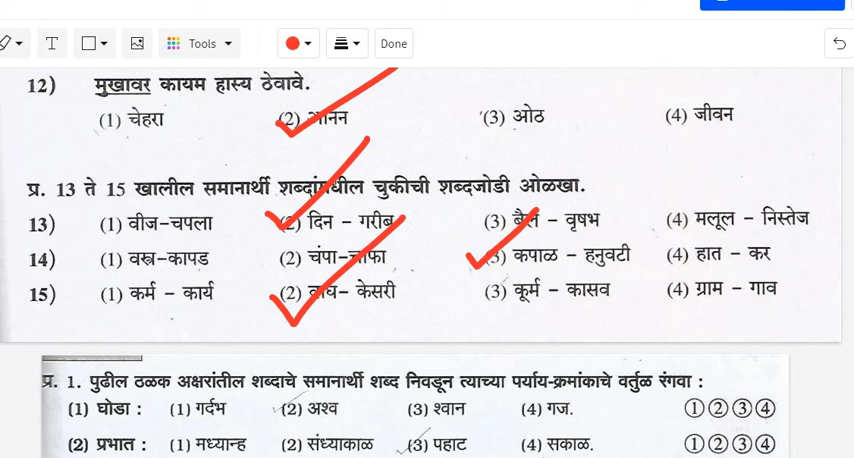 Tools Done
12) मुखावर कायम हास्य ठेवावे.
(1) चेहरा (2) आनन (3) ओठ (4) जीवन
प्र. 13 ते 15 खालील समानार्थी शब्दांमधील चुकीची शब्दजोडी ओळखा.
13) (1) वीज-चपला (2) दिन - गरीब (3) बैल - वृषभ (4) मलूल - निस्तेज
14) (1) वस्त्र-कापड (2) चंपा-चाफा (3) कपाळ - हनुवटी (4) हात - कर
15) (1) कर्म - कार्य (2) वाघ- केसरी (3) कूर्म - कासव (4) ग्राम - गाव
प्र. 1. पुढील ठळक अक्षरांतील शब्दाचे समानार्थी शब्द निवडून त्याच्या पर्याय-क्रमांकाचे वर्तुळ रंगवा :
(1) घोडा : (1) गर्दभ (2) अश्व (3) श्वान (4) गज. ①②③④
(2) प्रभात : (1) मध्यान्ह (2) संध्याकाळ (3) पहाट (4) सकाळ. ①②③④